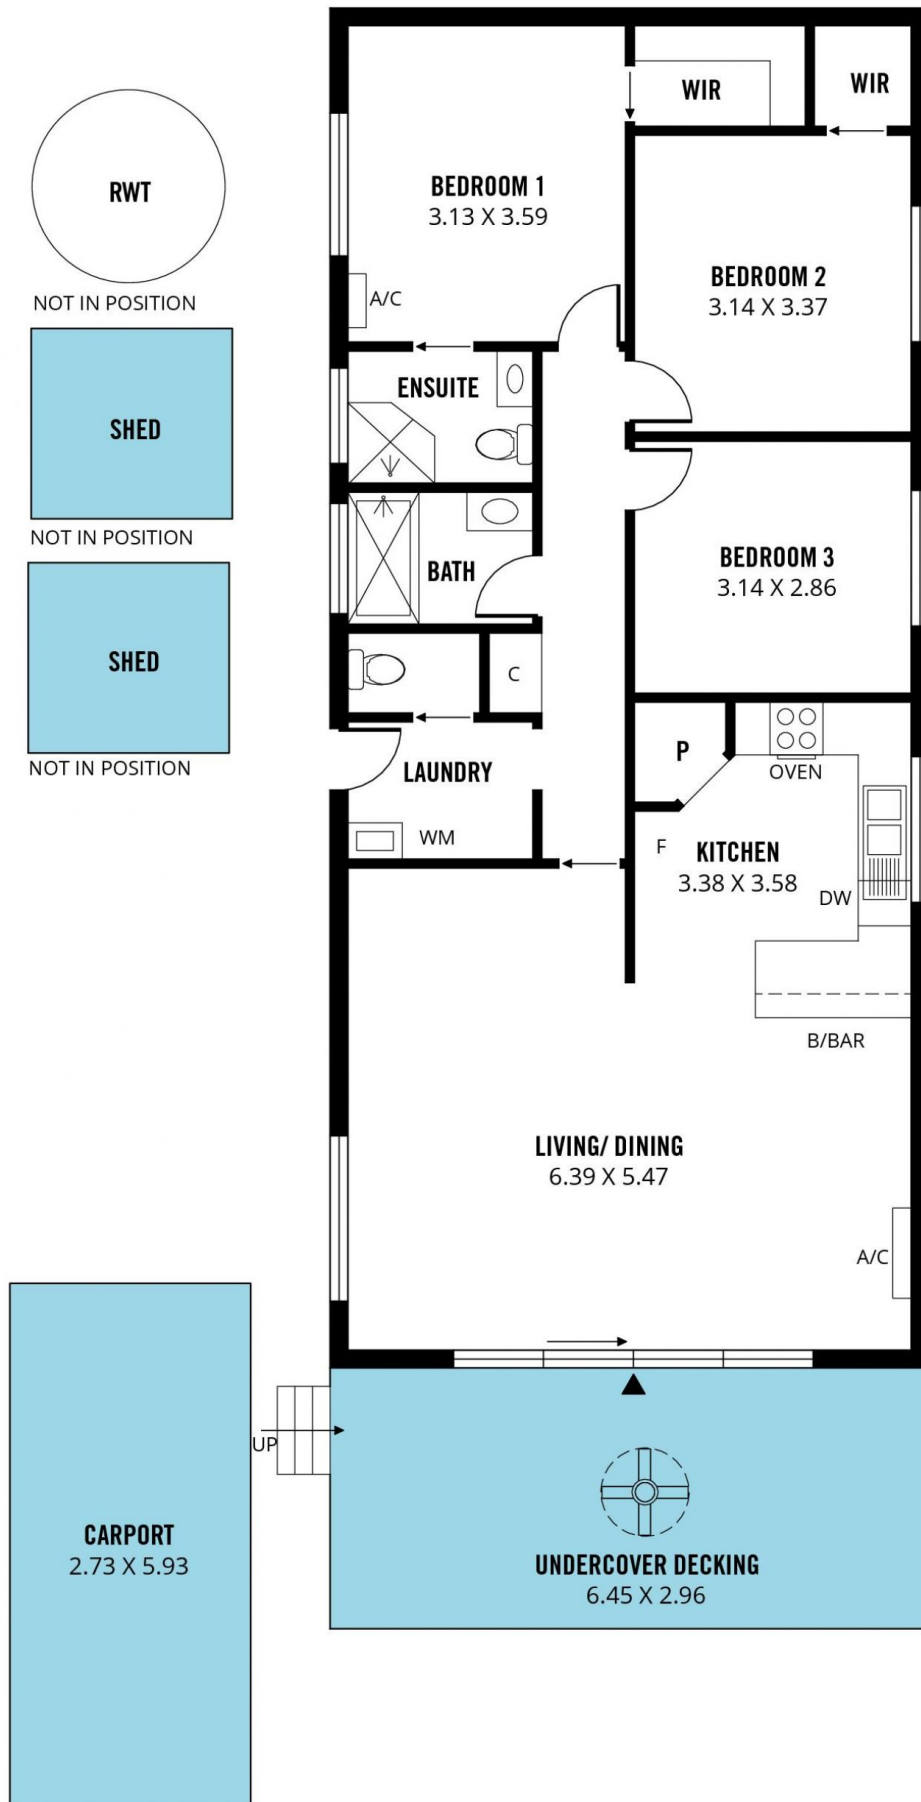 WIR
WIR
RWT
NOT IN POSITION
BEDROOM 1
3.13 X 3.59
A/C
BEDROOM 2
3.14 X 3.37
SHED
NOT IN POSITION
ENSUITE
BATH
BEDROOM 3
3.14 X 2.86
SHED
NOT IN POSITION
C
LAUNDRY
WM
P
OVEN
F
KITCHEN
3.38 X 3.58
DW
B/BAR
LIVING/ DINING
6.39 X 5.47
A/C
UP
CARPORT
2.73 X 5.93
UNDERCOVER DECKING
6.45 X 2.96